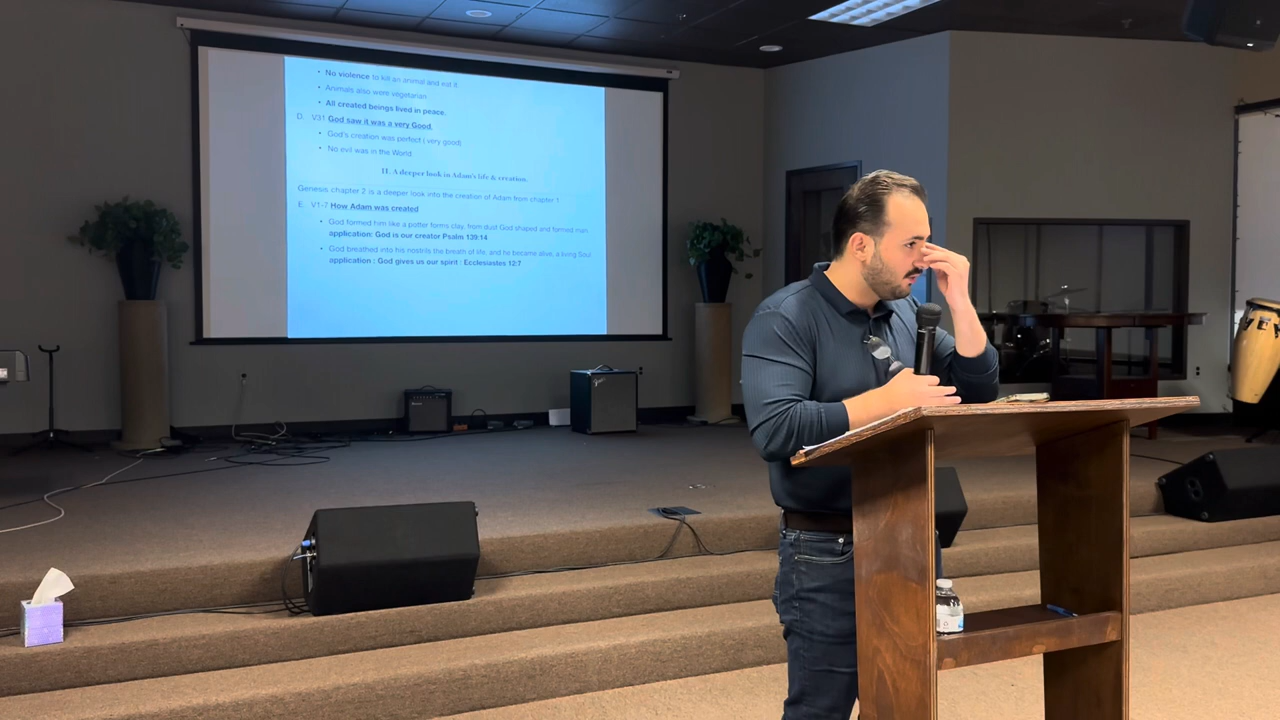 • No violence to kill an animal and eat it.
• Animals also were vegetarian
• All created beings lived in peace.
D. V31 God saw it was a very Good.
• God's creation was perfect ( very good)
• No evil was in the World.
II. A deeper look in Adam's life & creation.
Genesis chapter 2 is a deeper look into the creation of Adam from chapter 1
E. V1-7 How Adam was created
• God formed him like a potter forms clay, from dust God shaped and formed man.
application: God is our creator Psalm 139:14
• God breathed into his nostrils the breath of life, and he became alive, a living Soul
application : God gives us our spirit : Ecclesiastes 12:7